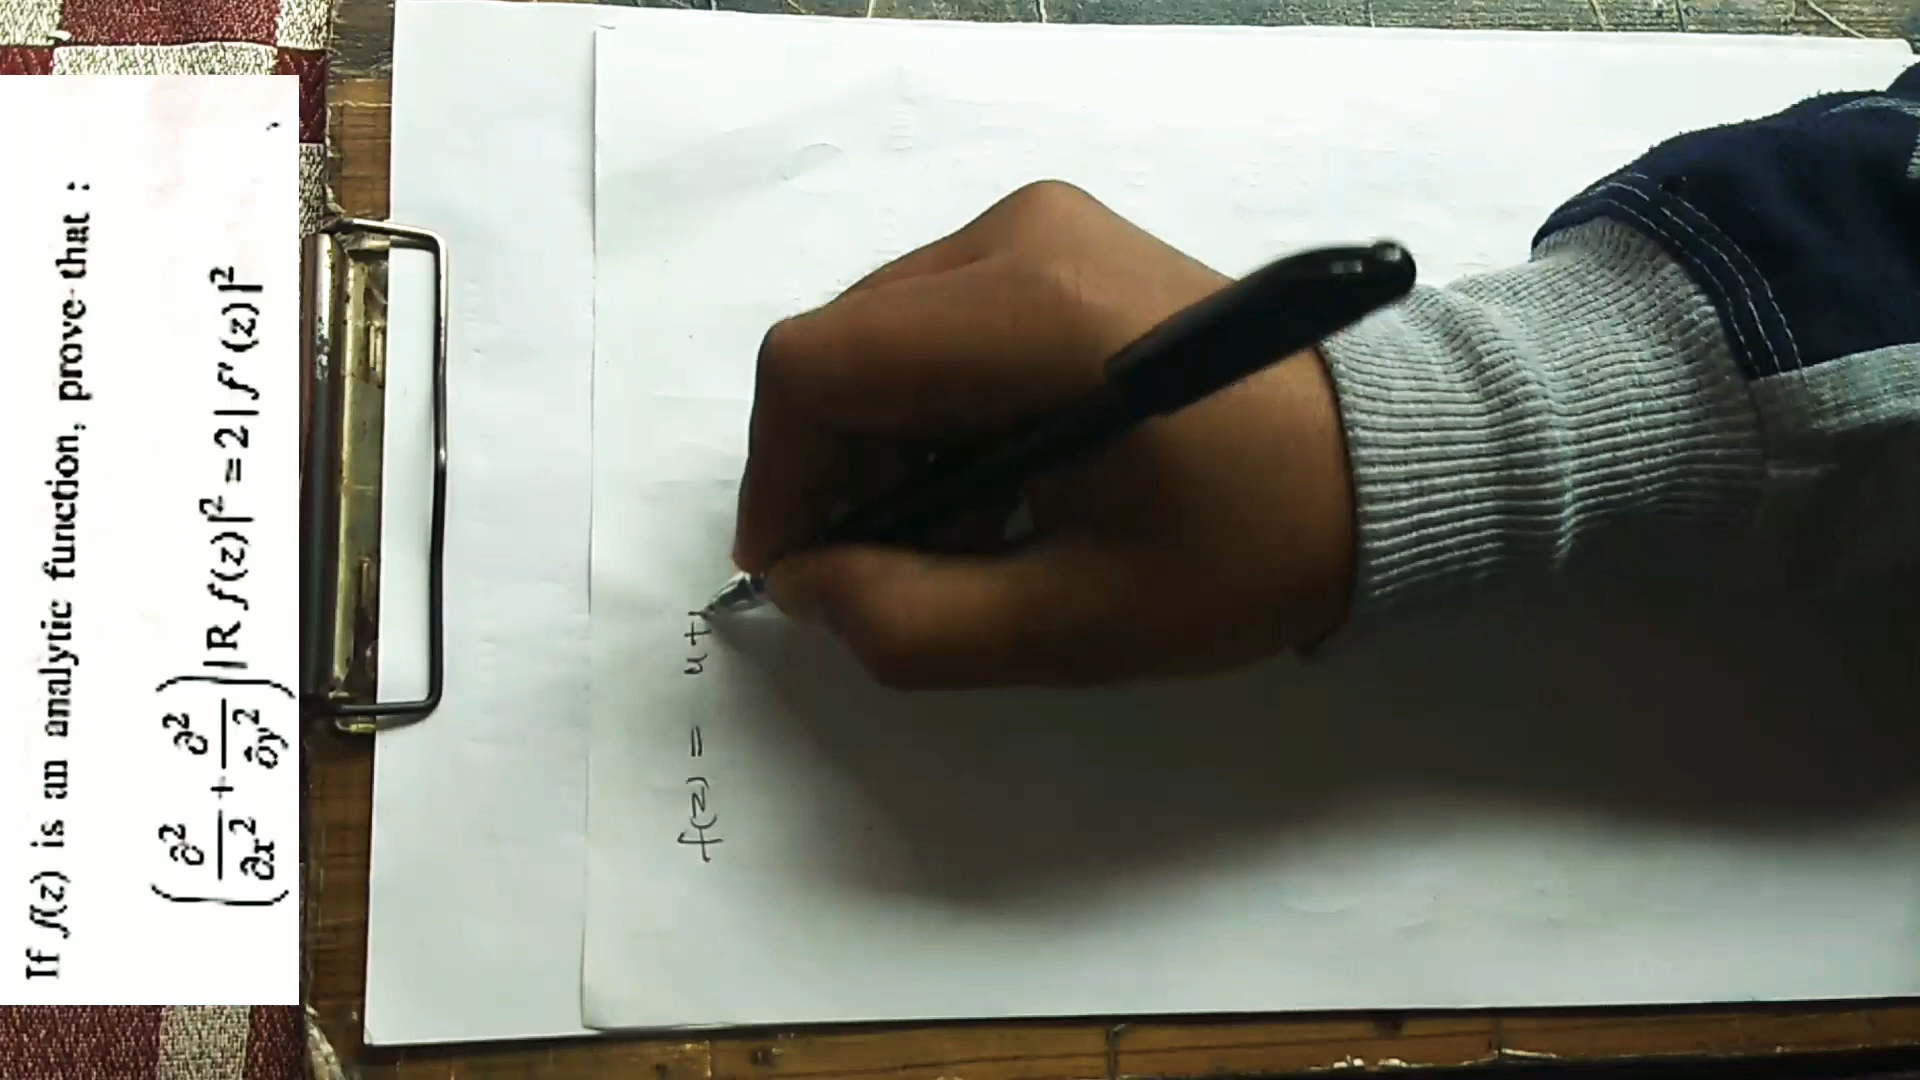 If f(z) is an analytic function, prove that :
(∂²/∂x² + ∂²/∂y²) |R f(z)|² = 2 | f' (z)|²
f(z) = u+